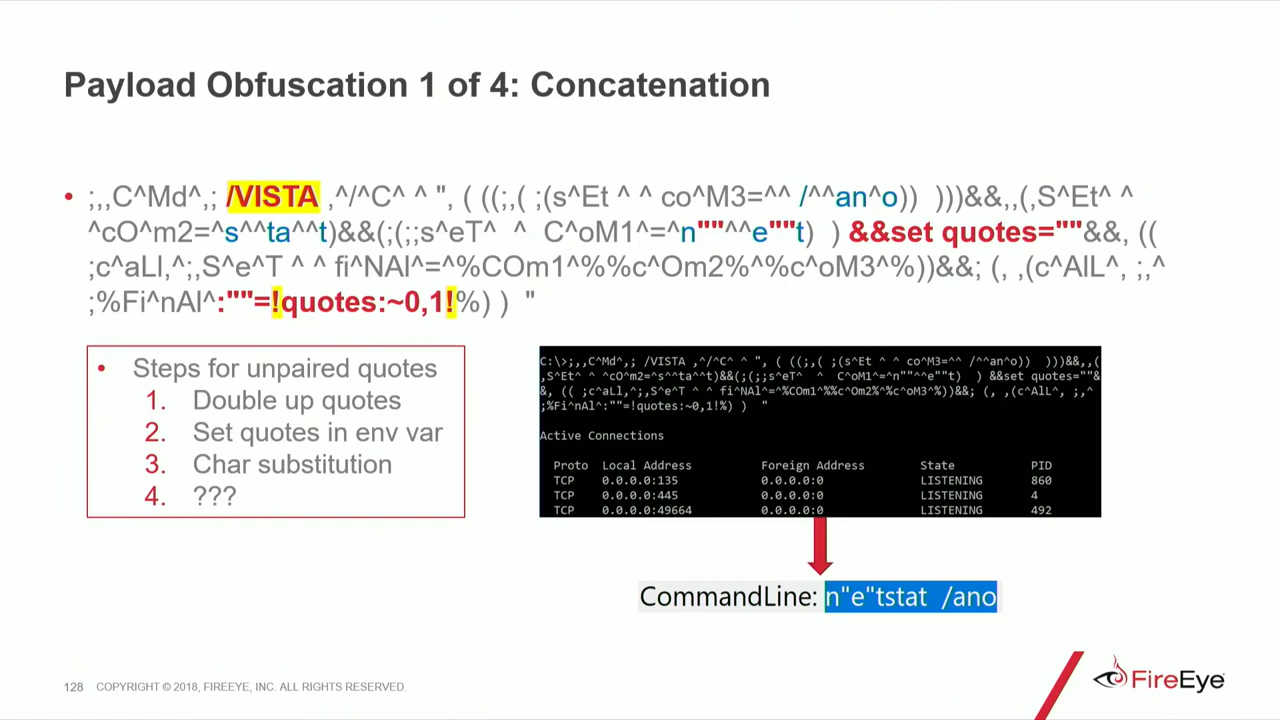 Payload Obfuscation 1 of 4: Concatenation
• ;,,C^Md^,; /VISTA ,^/^C^ ^ ", ( ((;,( ;(s^Et ^ ^ co^M3=^^ /^^an^o)) )))&&,,(,S^Et^ ^
^cO^m2=^s^^ta^^t)&&(;(;;s^eT^ ^ C^oM1^=^n""^^e""t) ) &&set quotes=""&&, ((
;c^aLl,^;,S^e^T ^ ^ fi^NAl^=^%COm1^%%c^Om2%^%c^oM3^%))&&; (, ,(c^AlL^, ;,^
;%Fi^nAl^:""=!quotes:~0,1!%) ) "
• Steps for unpaired quotes
1. Double up quotes
2. Set quotes in env var
3. Char substitution
4. ???
C:\>;,,C^Md^,; /VISTA ,^/^C^ ^ ", ( ((;,( ;(s^Et ^ ^ co^M3=^^ /^^an^o)) )))&&,,(
,S^Et^ ^ ^cO^m2=^s^^ta^^t)&&(;(;;s^eT^ ^ C^oM1^=^n""^^e""t) ) &&set quotes=""&
&, (( ;c^aLl,^;,S^e^T ^ ^ fi^NAl^=^%COm1^%%c^Om2%^%c^oM3^%))&&; (, ,(c^AlL^, ;,^
;%Fi^nAl^:""=!quotes:~0,1!%) ) "
Active Connections
Proto Local Address Foreign Address State PID
TCP 0.0.0.0:135 0.0.0.0:0 LISTENING 860
TCP 0.0.0.0:445 0.0.0.0:0 LISTENING 4
TCP 0.0.0.0:49664 0.0.0.0:0 LISTENING 492
CommandLine: n"e"tstat /ano
128 COPYRIGHT © 2018, FIREEYE, INC. ALL RIGHTS RESERVED.
FireEye